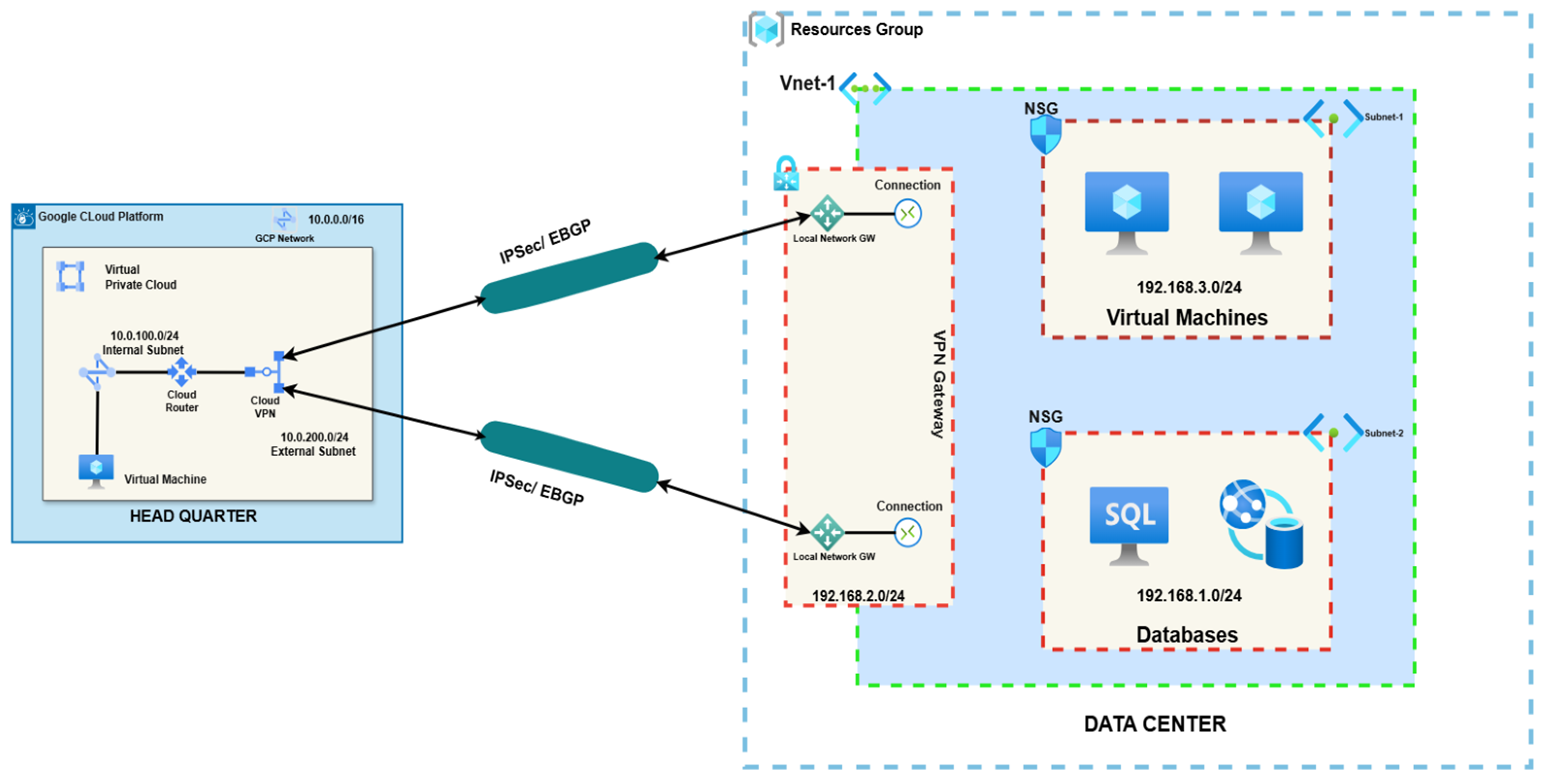 Resources Group
Vnet-1
NSG
Subnet-1
192.168.3.0/24
Virtual Machines
NSG
Subnet-2
SQL
192.168.1.0/24
Databases
DATA CENTER
Connection
Local Network GW
VPN Gateway
Connection
Local Network GW
192.168.2.0/24
IPSec/ EBGP
IPSec/ EBGP
Google CLoud Platform
10.0.0.0/16
GCP Network
Virtual
Private Cloud
10.0.100.0/24
Internal Subnet
Cloud
Router
Cloud
VPN
10.0.200.0/24
External Subnet
Virtual Machine
HEAD QUARTER